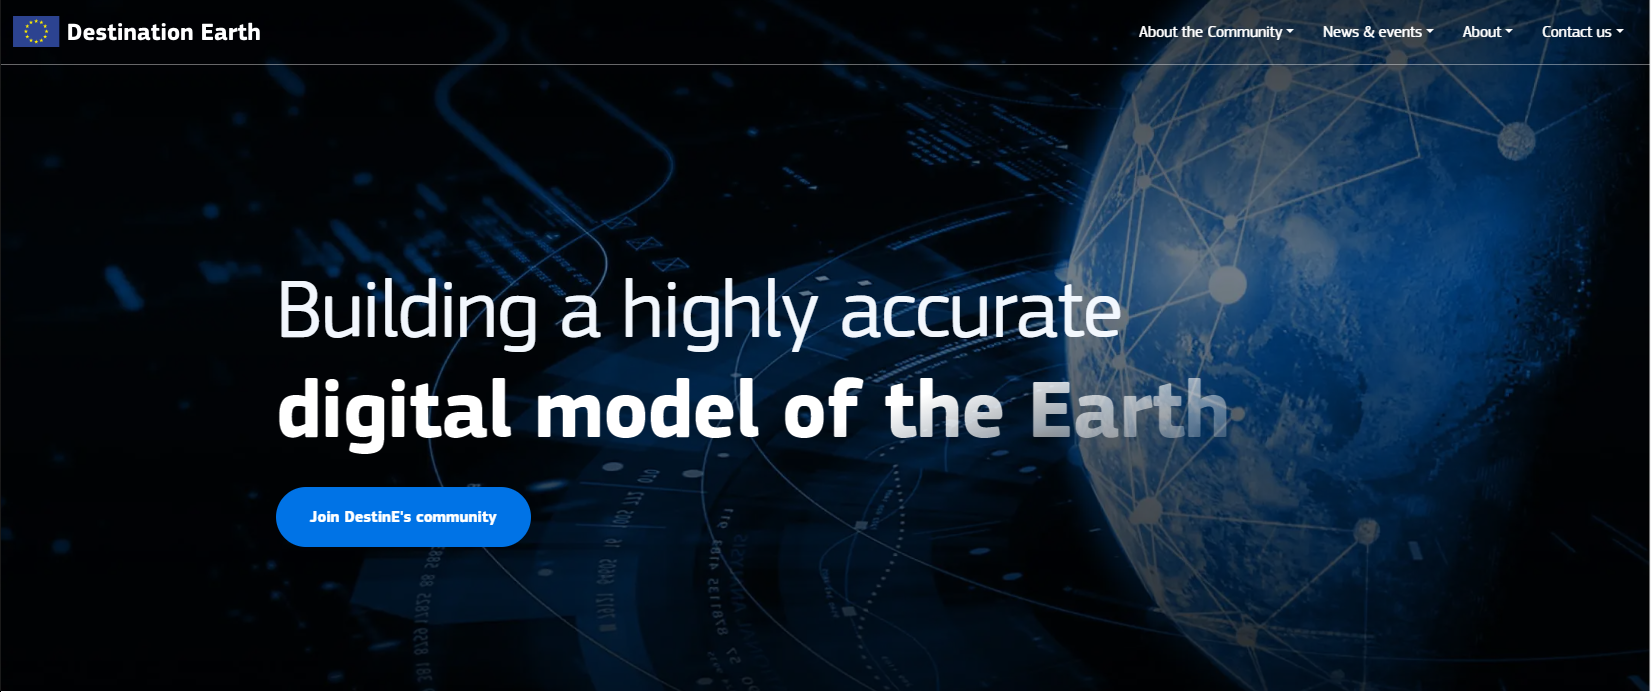 Destination Earth
About the Community
News & events
About
Contact us
Building a highly accurate
digital model of the Earth
Join DestinE's community